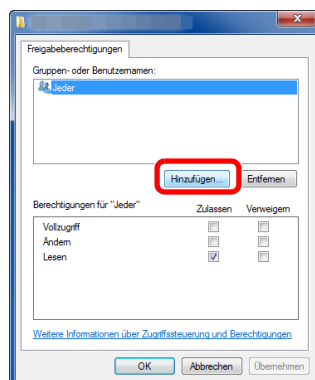 Freigabeberechtigungen
Gruppen- oder Benutzernamen:
Jeder
Hinzufügen... Entfernen
Berechtigungen für "Jeder" Zulassen Verweigern
Vollzugriff
Ändern
Lesen
Weitere Informationen über Zugriffssteuerung und Berechtigungen
OK Abbrechen Übernehmen